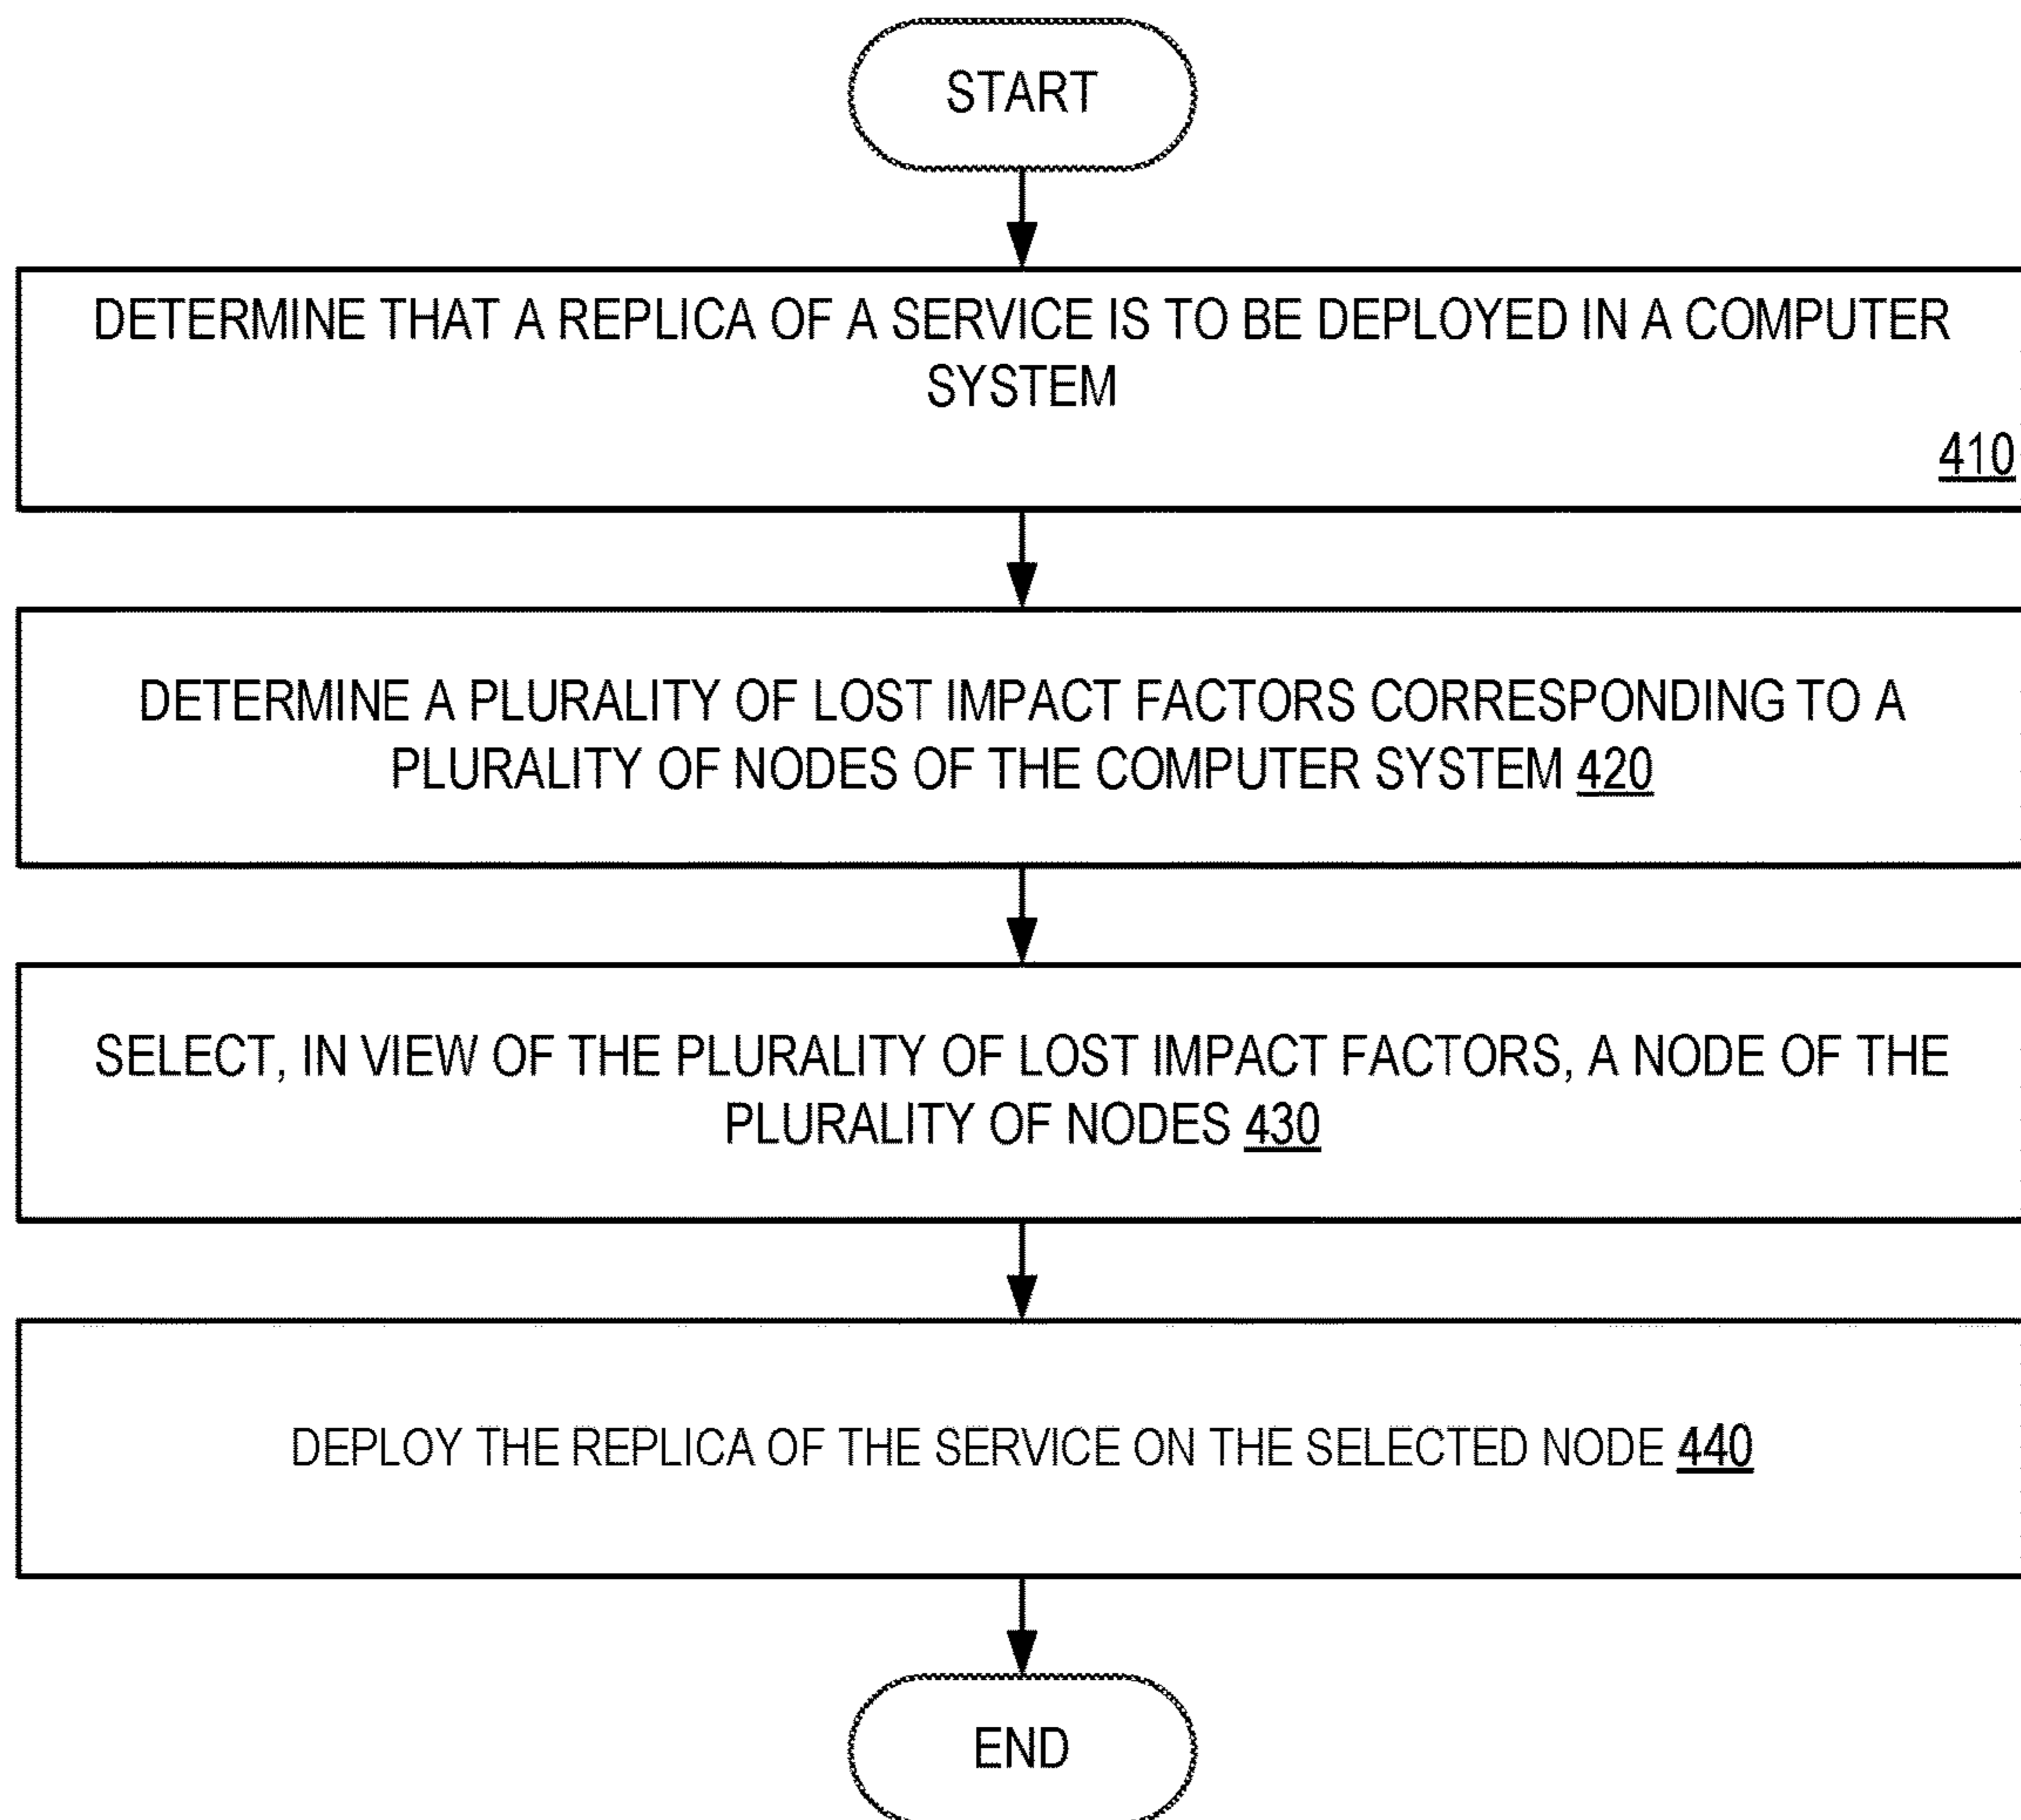 START
DETERMINE THAT A REPLICA OF A SERVICE IS TO BE DEPLOYED IN A COMPUTER
SYSTEM
410
DETERMINE A PLURALITY OF LOST IMPACT FACTORS CORRESPONDING TO A
PLURALITY OF NODES OF THE COMPUTER SYSTEM 420
SELECT, IN VIEW OF THE PLURALITY OF LOST IMPACT FACTORS, A NODE OF THE
PLURALITY OF NODES 430
DEPLOY THE REPLICA OF THE SERVICE ON THE SELECTED NODE 440
END